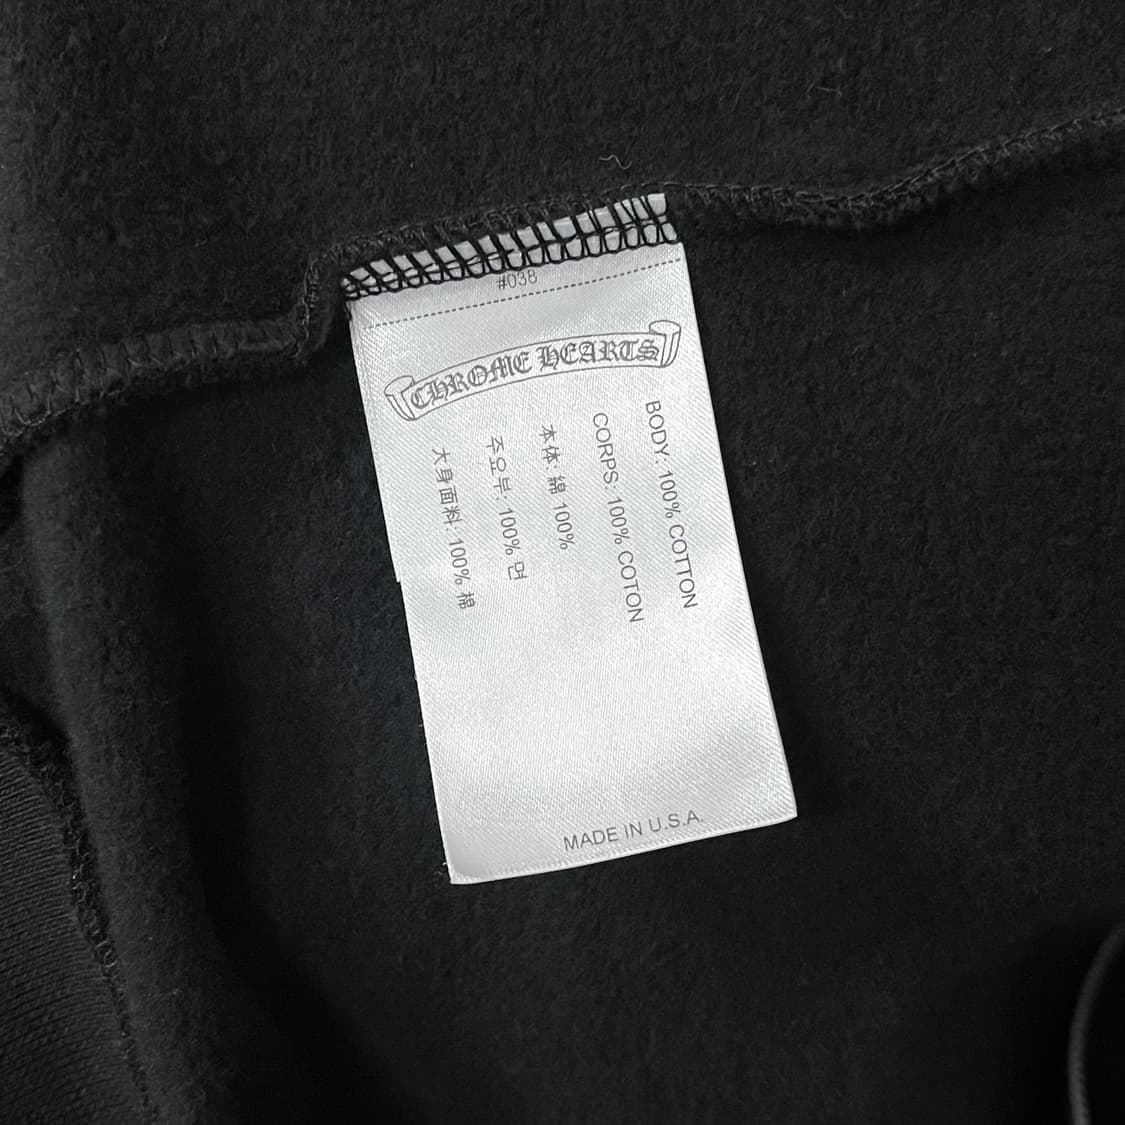 #038
CHROME HEARTS
BODY: 100% COTTON
CORPS: 100% COTON
本体: 綿 100%
주요부: 100% 면
大身面料: 100% 棉
MADE IN U.S.A.